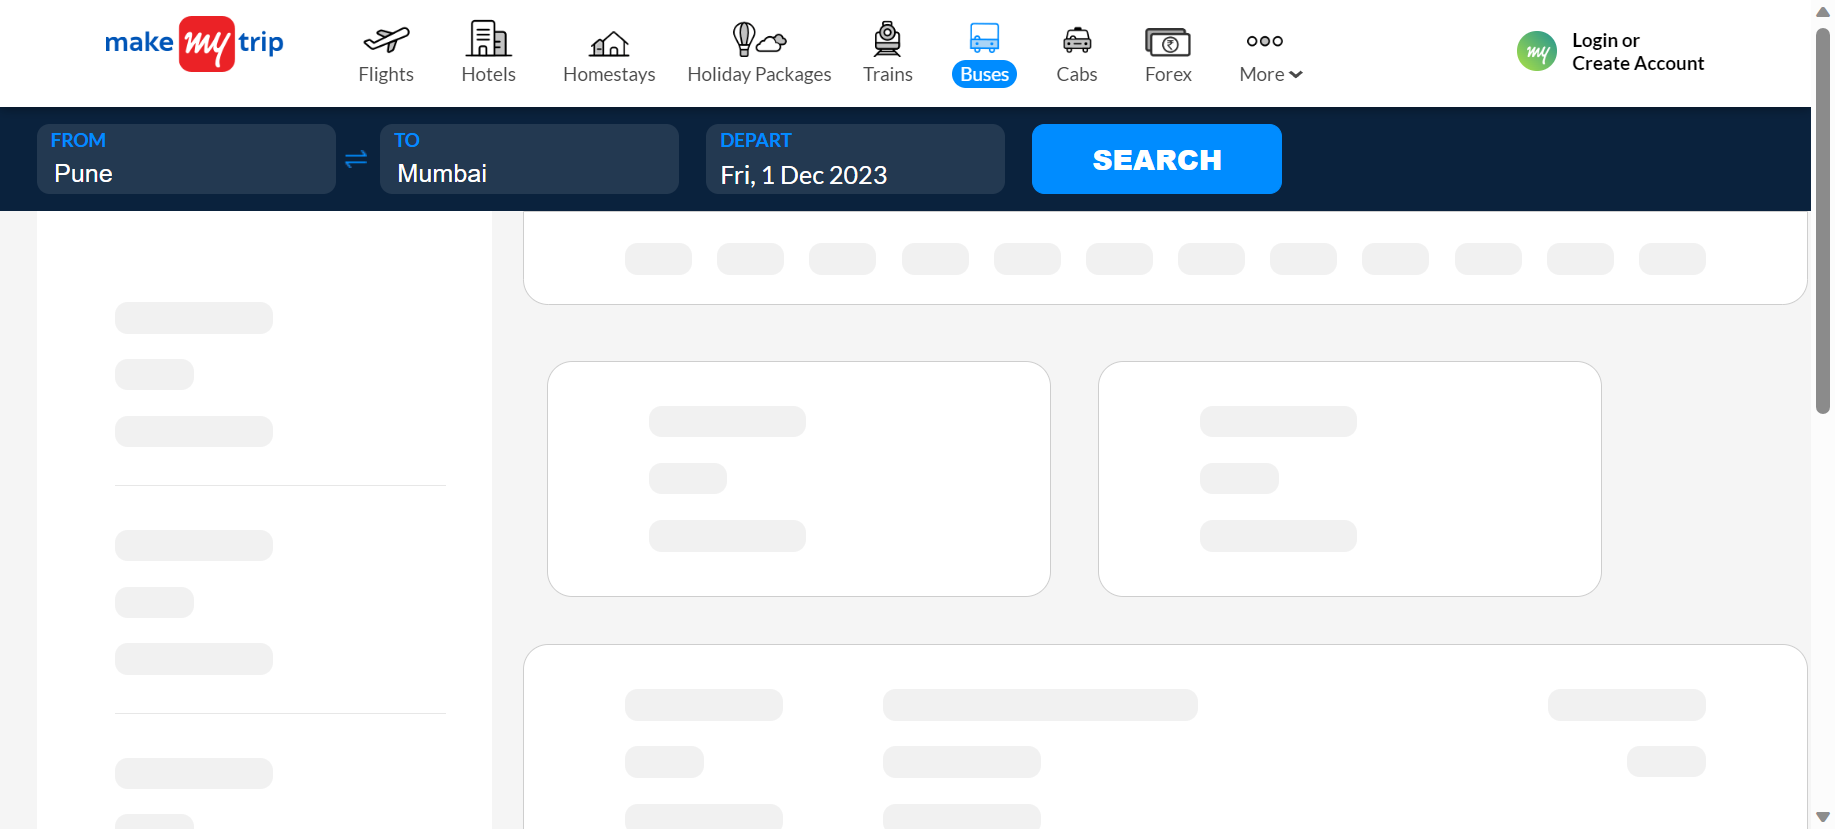 make my trip
Flights
Hotels
Homestays
Holiday Packages
Trains
Buses
Cabs
Forex
More
my
Login or
Create Account
FROM
Pune
TO
Mumbai
DEPART
Fri, 1 Dec 2023
SEARCH